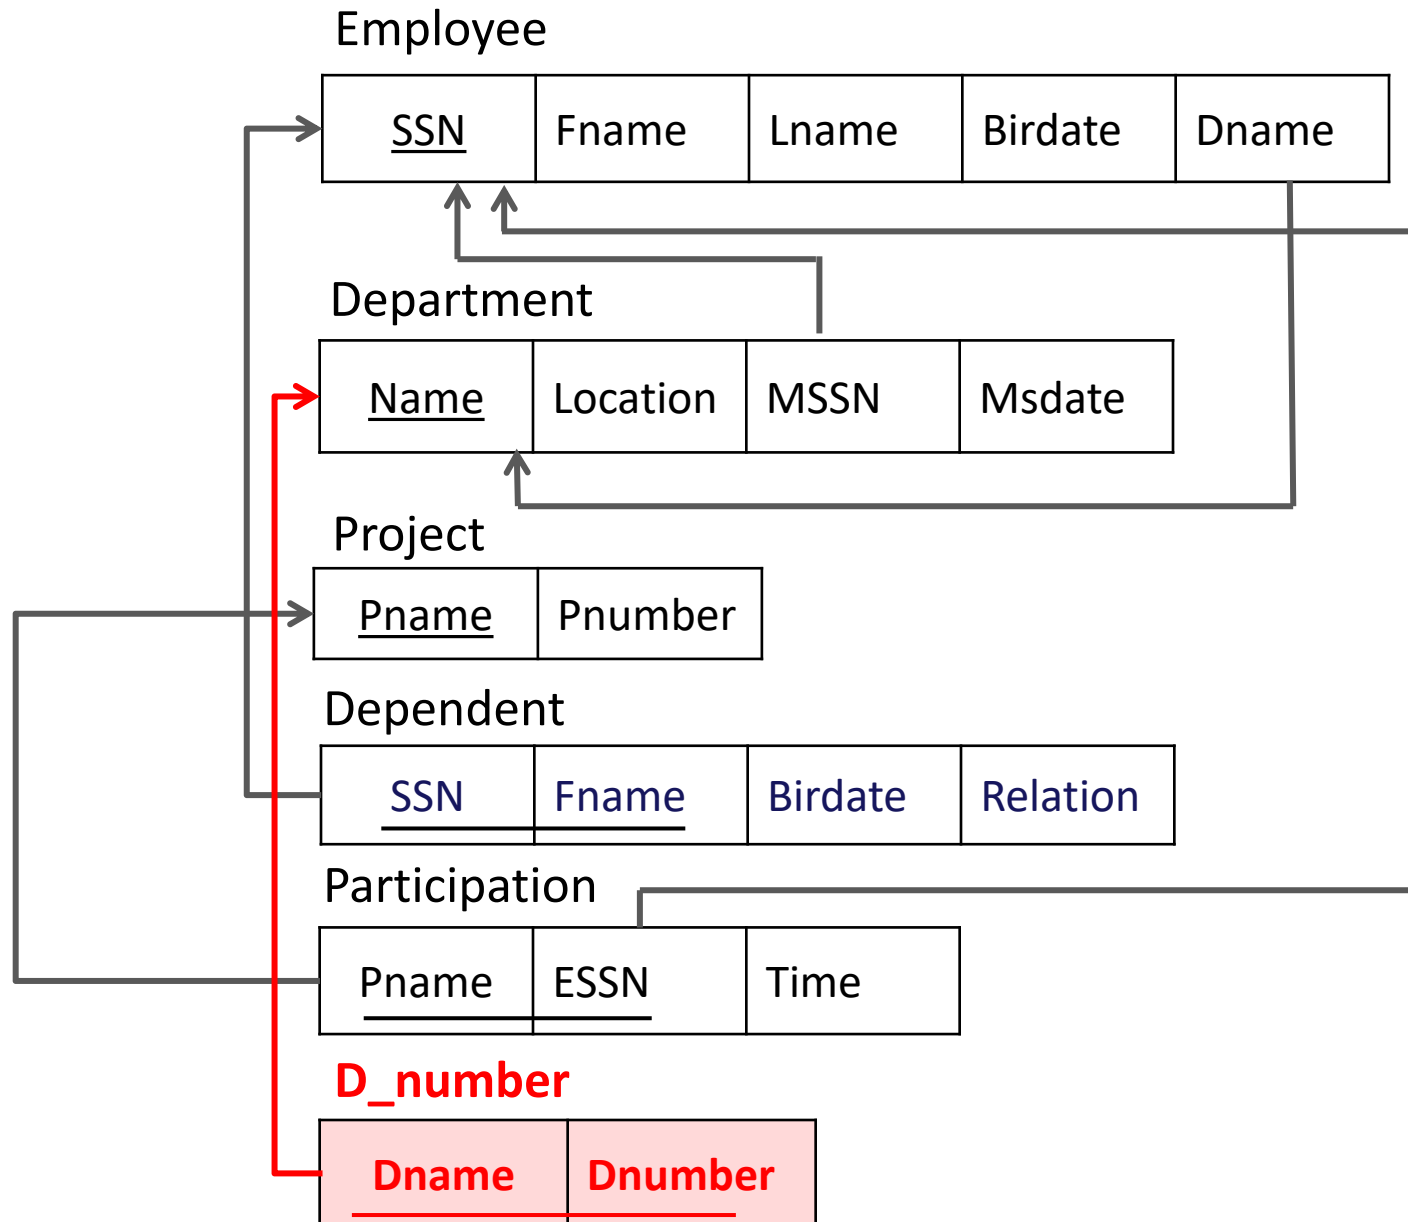 Employee
SSN Fname Lname Birdate Dname
Department
Name Location MSSN Msdate
Project
Pname Pnumber
Dependent
SSN Fname Birdate Relation
Participation
Pname ESSN Time
D_number
Dname Dnumber